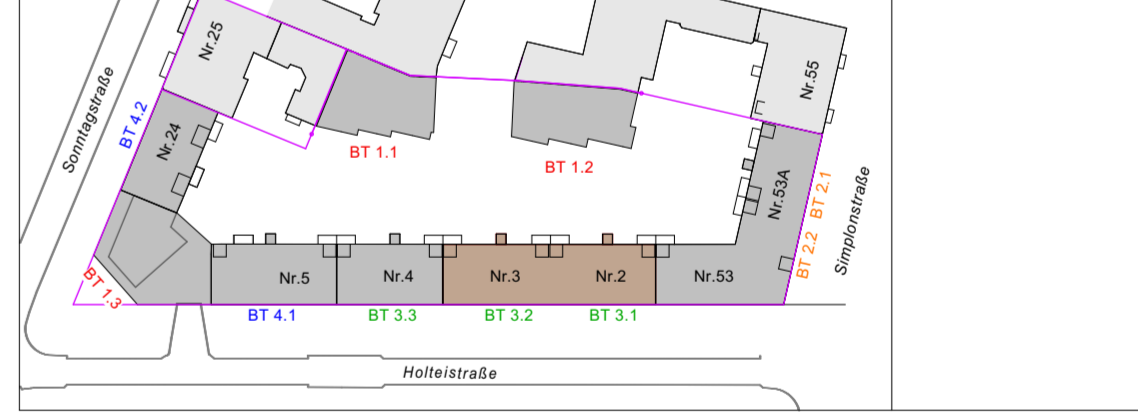 Nr.25
Nr.55
Sonntagstraße
BT 4.2
Nr.24
BT 1.1
BT 1.2
Nr.53A
BT 2.1
BT 2.2
Simplonstraße
BT 1.3
Nr.5
Nr.4
Nr.3
Nr.2
Nr.53
BT 4.1
BT 3.3
BT 3.2
BT 3.1
Holteistraße